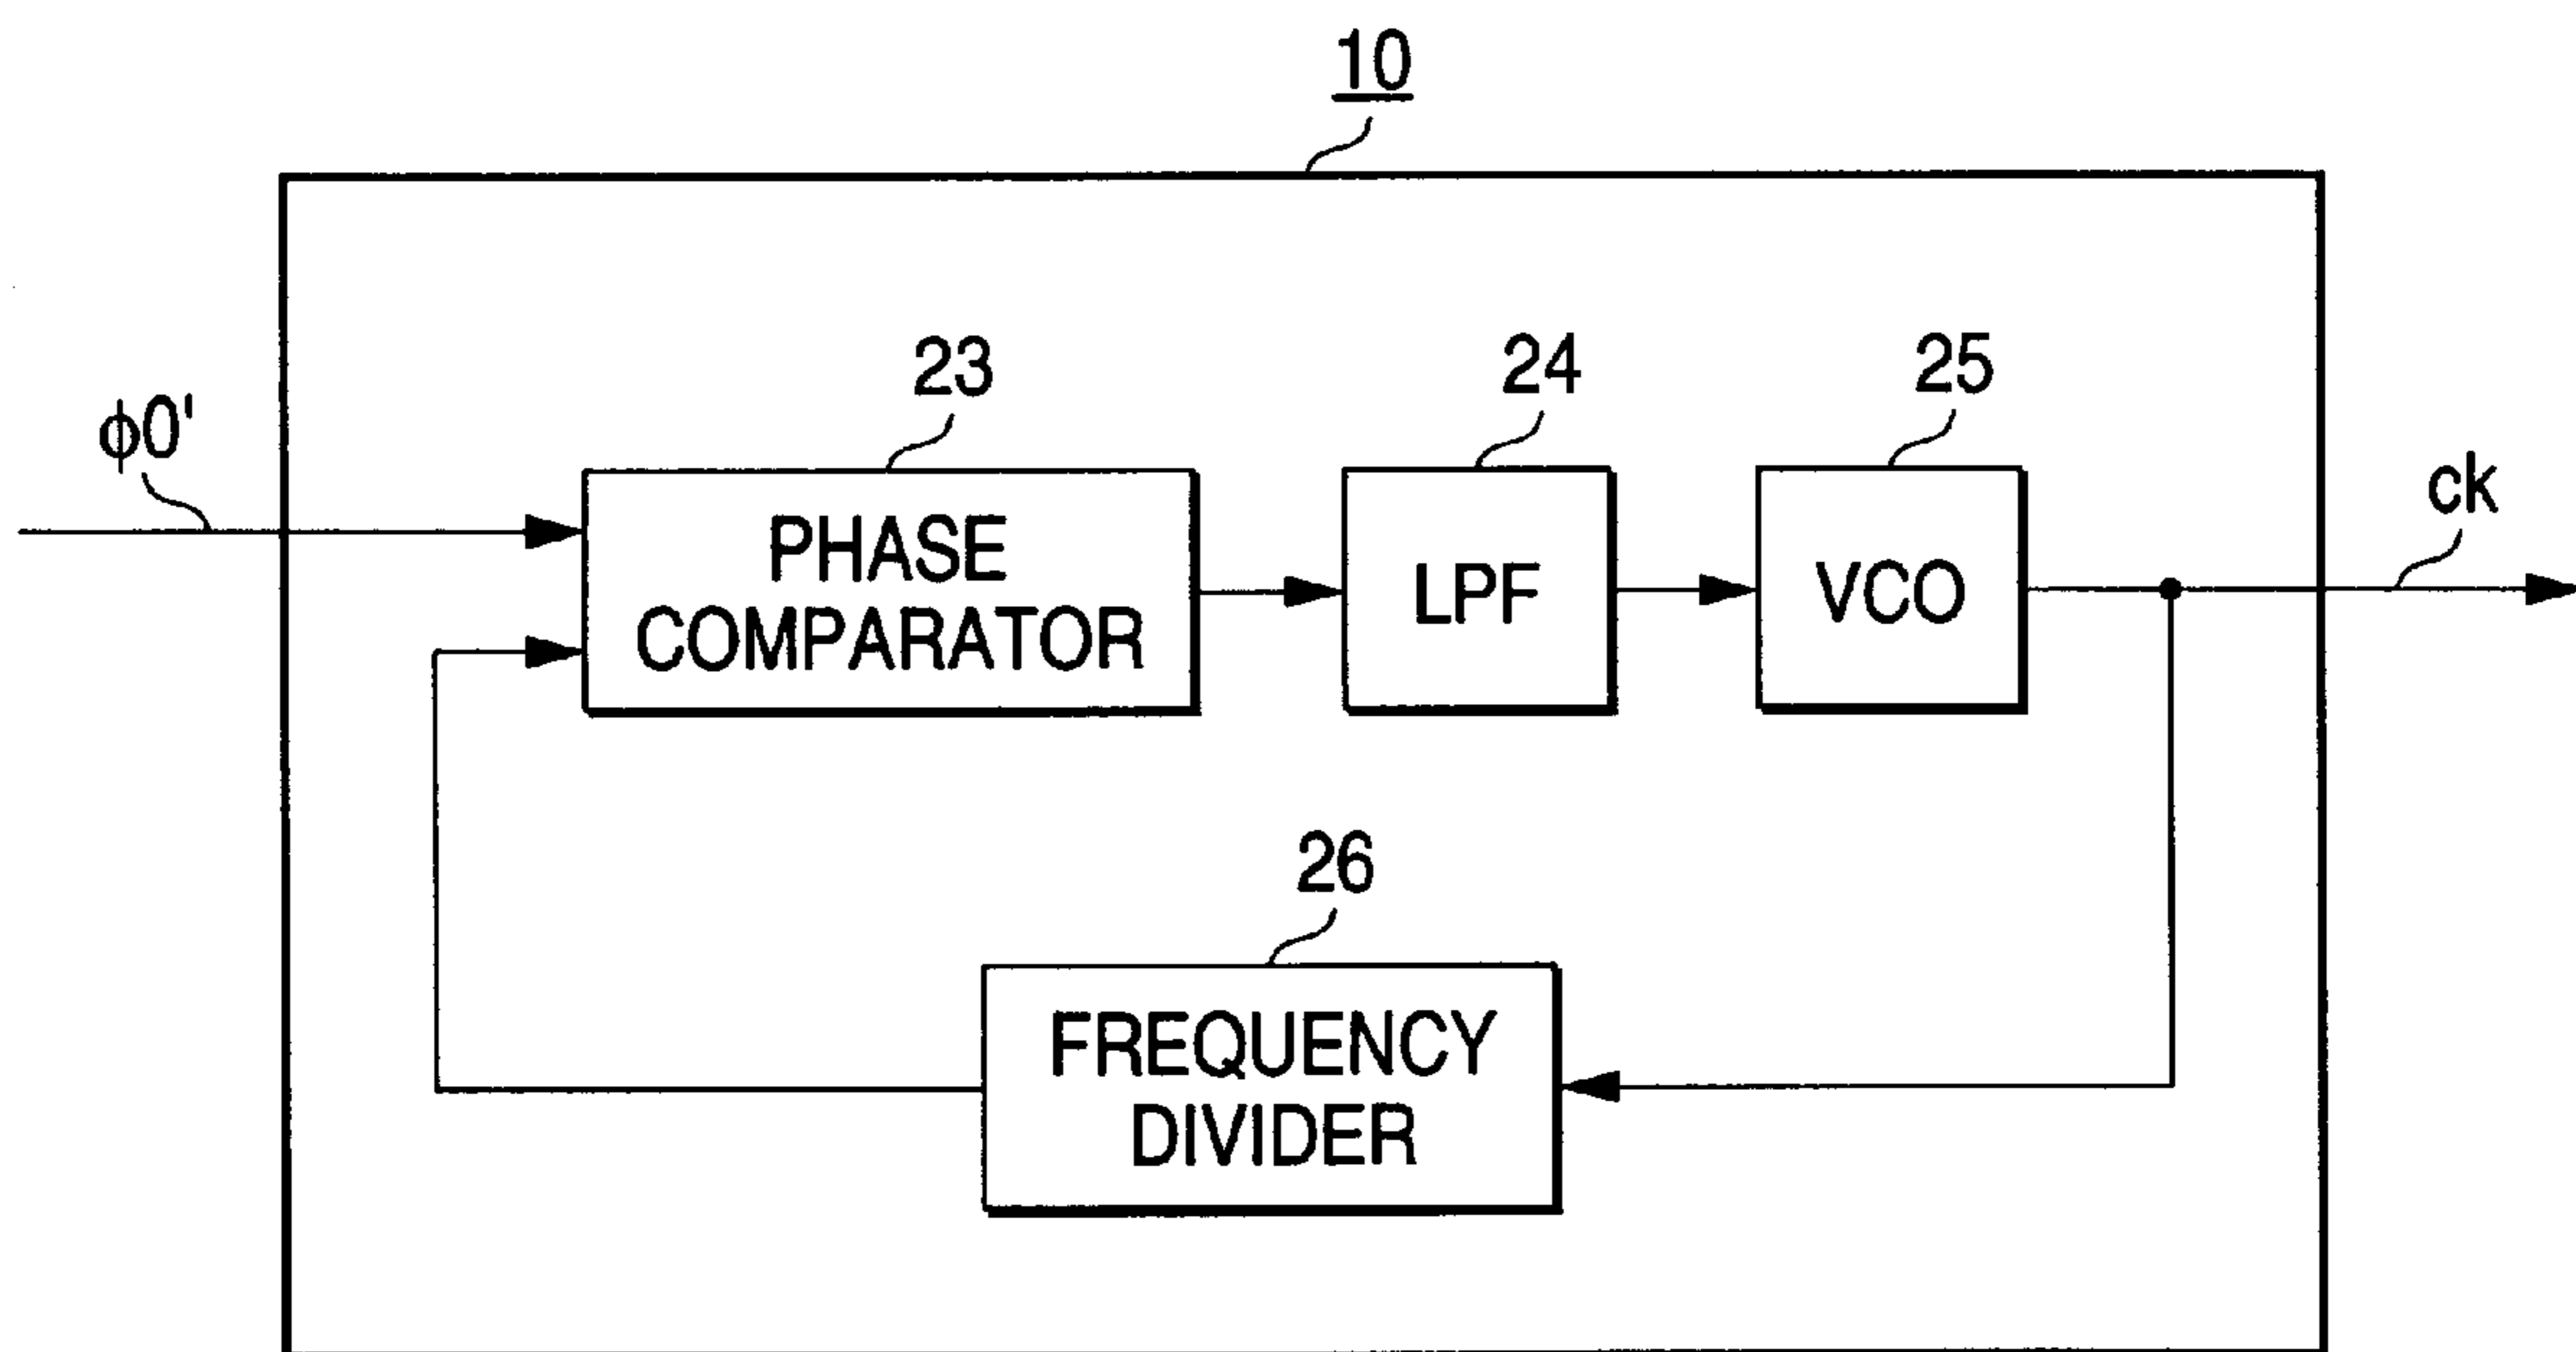 10
23
24
25
ϕ0'
ck
PHASE
COMPARATOR
LPF
VCO
26
FREQUENCY
DIVIDER